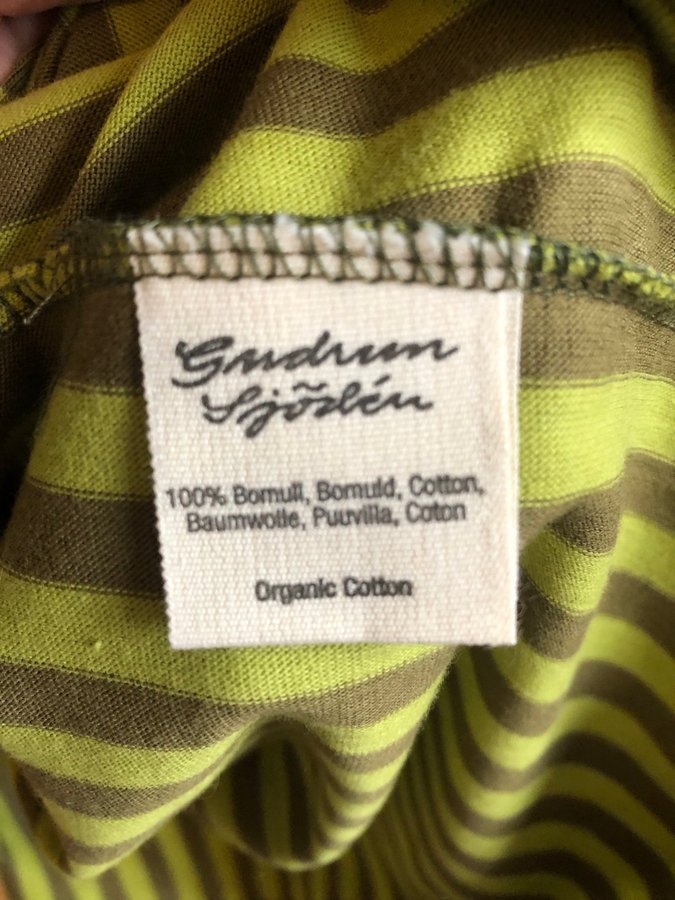 Gudrun
Sjödén
100% Bomull, Bomuld, Cotton,
Baumwolle, Puuvilla, Coton
Organic Cotton